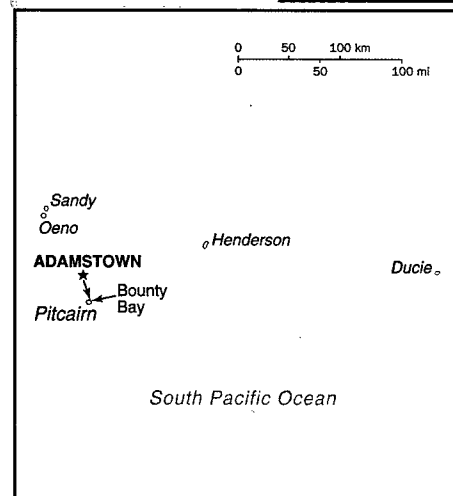 0 50 100 km
0 50 100 mi
Sandy
Oeno
Henderson
ADAMSTOWN
Ducie
Bounty
Pitcairn
Bay
South Pacific Ocean